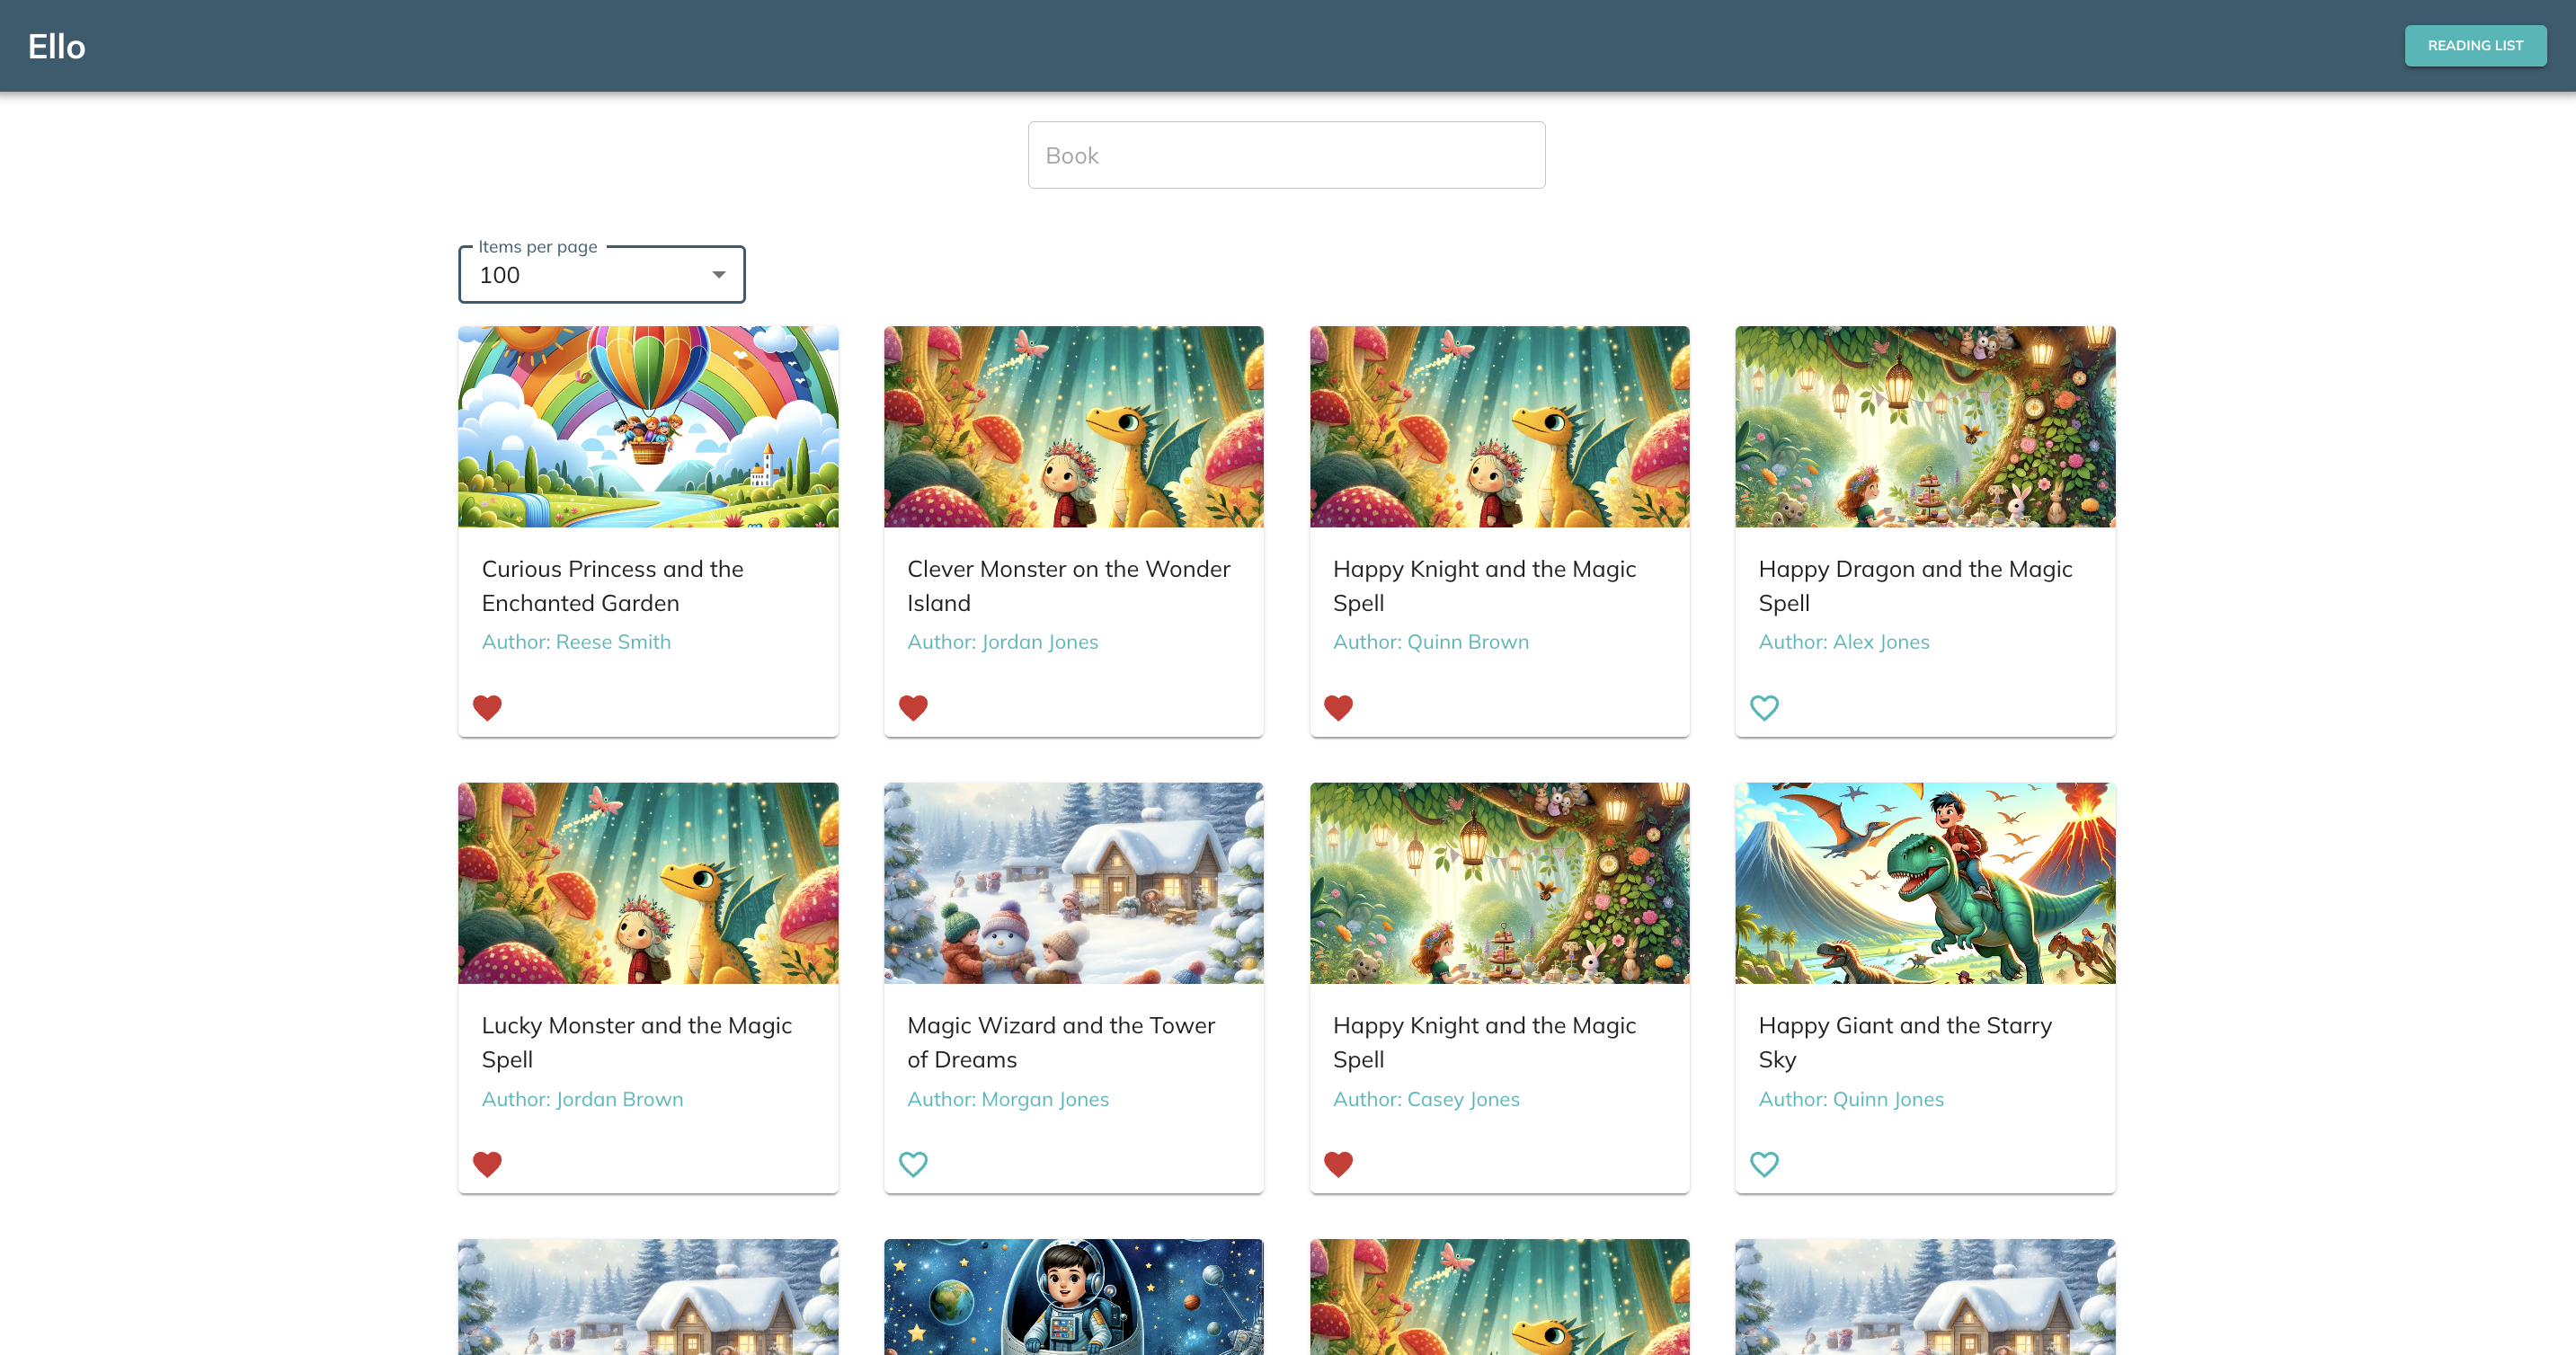 Ello
READING LIST
Book
Items per page
100
Curious Princess and the
Enchanted Garden
Author: Reese Smith
Clever Monster on the Wonder
Island
Author: Jordan Jones
Happy Knight and the Magic
Spell
Author: Quinn Brown
Happy Dragon and the Magic
Spell
Author: Alex Jones
Lucky Monster and the Magic
Spell
Author: Jordan Brown
Magic Wizard and the Tower
of Dreams
Author: Morgan Jones
Happy Knight and the Magic
Spell
Author: Casey Jones
Happy Giant and the Starry
Sky
Author: Quinn Jones